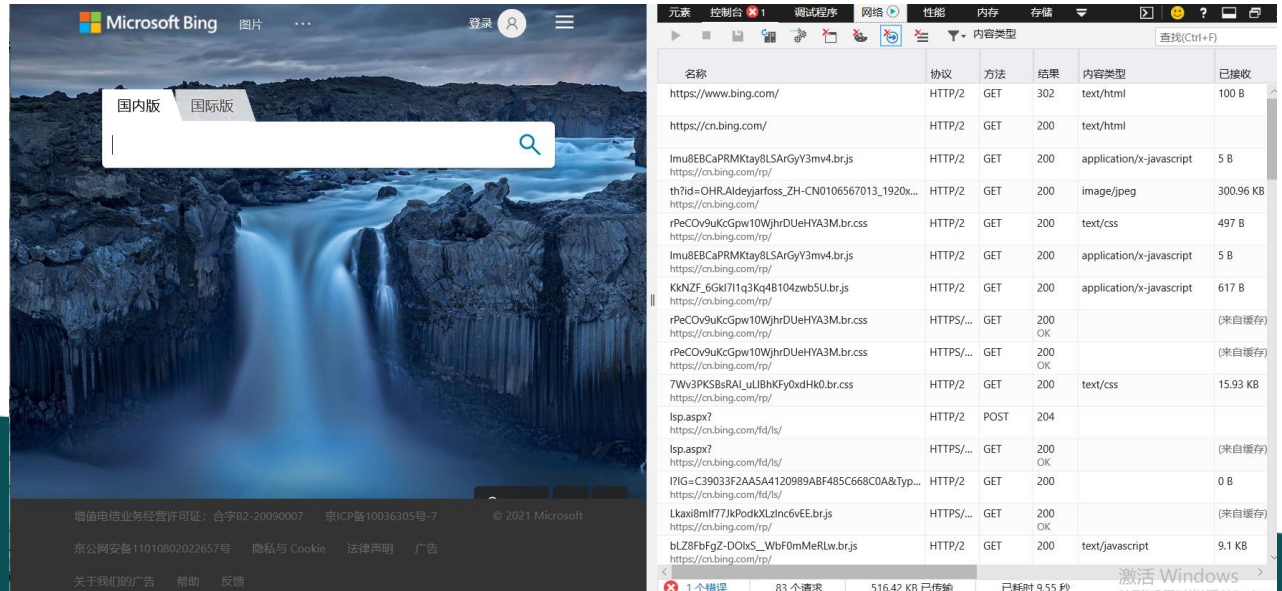 Microsoft Bing 图片 ··· 登录
国内版 国际版
增值电信业务经营许可证：合字B2-20090007 京ICP备10036305号-7 © 2021 Microsoft
京公网安备11010802022657号 隐私与 Cookie 法律声明 广告
关于我们的广告 帮助 反馈
元素 控制台 1 调试程序 网络 性能 内存 存储
内容类型 查找(Ctrl+F)
名称 协议 方法 结果 内容类型 已接收
https://www.bing.com/ HTTP/2 GET 302 text/html 100 B
https://cn.bing.com/ HTTP/2 GET 200 text/html
Imu8EBCaPRMKtay8LSArGyY3mv4.br.js HTTP/2 GET 200 application/x-javascript 5 B
https://cn.bing.com/rp/
th?id=OHR.Aldeyjarfoss_ZH-CN0106567013_1920x... HTTP/2 GET 200 image/jpeg 300.96 KB
https://cn.bing.com/
rPeCOv9uKcGpw10WjhrDUeHYA3M.br.css HTTP/2 GET 200 text/css 497 B
https://cn.bing.com/rp/
Imu8EBCaPRMKtay8LSArGyY3mv4.br.js HTTP/2 GET 200 application/x-javascript 5 B
https://cn.bing.com/rp/
KkNZF_6GkI7I1q3Kq4B104zwb5U.br.js HTTP/2 GET 200 application/x-javascript 617 B
https://cn.bing.com/rp/
rPeCOv9uKcGpw10WjhrDUeHYA3M.br.css HTTPS/... GET 200 (来自缓存)
https://cn.bing.com/rp/ OK
rPeCOv9uKcGpw10WjhrDUeHYA3M.br.css HTTPS/... GET 200 (来自缓存)
https://cn.bing.com/rp/ OK
7Wv3PKSBsRAI_uLIBhKFy0xdHk0.br.css HTTP/2 GET 200 text/css 15.93 KB
https://cn.bing.com/rp/
lsp.aspx? HTTP/2 POST 204
https://cn.bing.com/fd/ls/
lsp.aspx? HTTPS/... GET 200 (来自缓存)
https://cn.bing.com/fd/ls/ OK
l?IG=C39033F2AA5A4120989ABF485C668C0A&Typ... HTTP/2 GET 200 0 B
https://cn.bing.com/fd/ls/
Lkaxi8mlf77JkPodkXLzlnc6vEE.br.js HTTPS/... GET 200 (来自缓存)
https://cn.bing.com/rp/ OK
bLZ8FbFgZ-DOlxS__WbF0mMeRLw.br.js HTTP/2 GET 200 text/javascript 9.1 KB
https://cn.bing.com/rp/
激活 Windows
1 个错误 83 个请求 516.42 KB 已传输 已耗时 9.55 秒